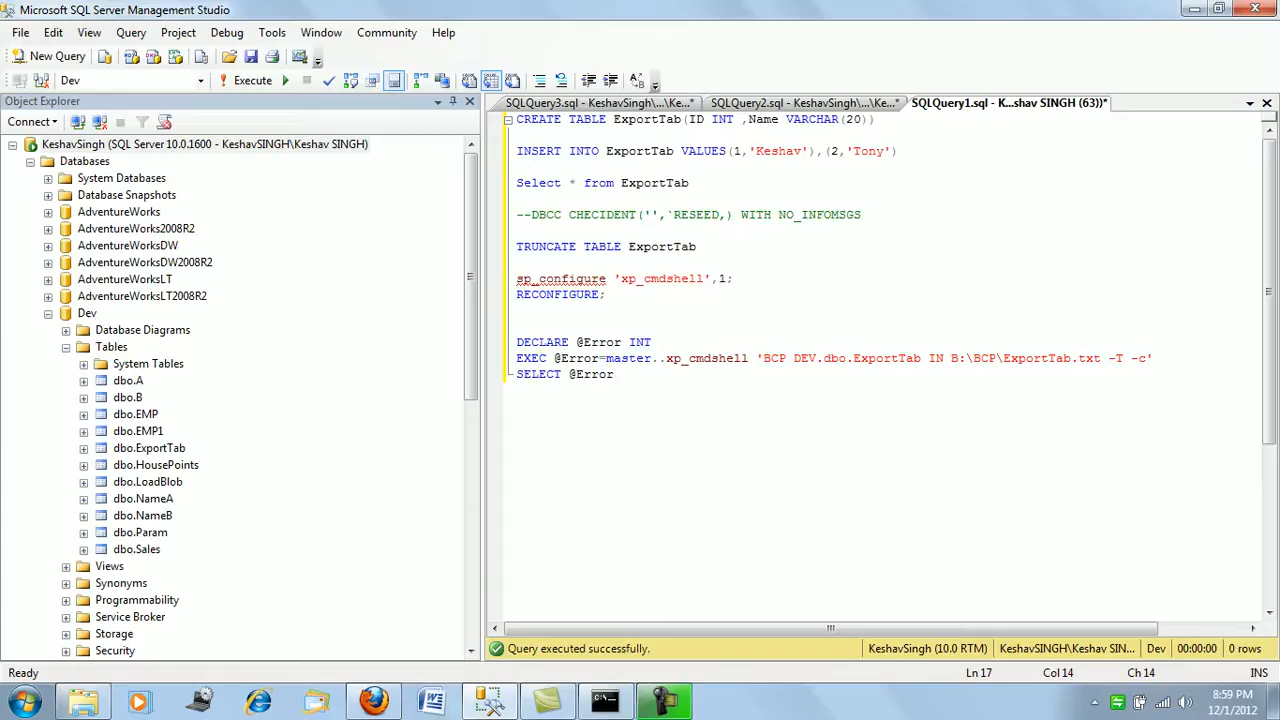 Microsoft SQL Server Management Studio
File Edit View Query Project Debug Tools Window Community Help
New Query
Dev Execute
Object Explorer
SQLQuery3.sql - KeshavSingh\...\Ke...* SQLQuery2.sql - KeshavSingh\...\Ke...* SQLQuery1.sql - K...shav SINGH (63))*
Connect
KeshavSingh (SQL Server 10.0.1600 - KeshavSINGH\Keshav SINGH)
Databases
System Databases
Database Snapshots
AdventureWorks
AdventureWorks2008R2
AdventureWorksDW
AdventureWorksDW2008R2
AdventureWorksLT
AdventureWorksLT2008R2
Dev
Database Diagrams
Tables
System Tables
dbo.A
dbo.B
dbo.EMP
dbo.EMP1
dbo.ExportTab
dbo.HousePoints
dbo.LoadBlob
dbo.NameA
dbo.NameB
dbo.Param
dbo.Sales
Views
Synonyms
Programmability
Service Broker
Storage
Security
CREATE TABLE ExportTab(ID INT ,Name VARCHAR(20))
INSERT INTO ExportTab VALUES(1,'Keshav'),(2,'Tony')
Select * from ExportTab
--DBCC CHECIDENT('',`RESEED,) WITH NO_INFOMSGS
TRUNCATE TABLE ExportTab
sp_configure 'xp_cmdshell',1;
RECONFIGURE;
DECLARE @Error INT
EXEC @Error=master..xp_cmdshell 'BCP DEV.dbo.ExportTab IN B:\BCP\ExportTab.txt -T -c'
SELECT @Error
Query executed successfully. KeshavSingh (10.0 RTM) KeshavSINGH\Keshav SIN... Dev 00:00:00 0 rows
Ready Ln 17 Col 14 Ch 14 INS
8:59 PM
12/1/2012